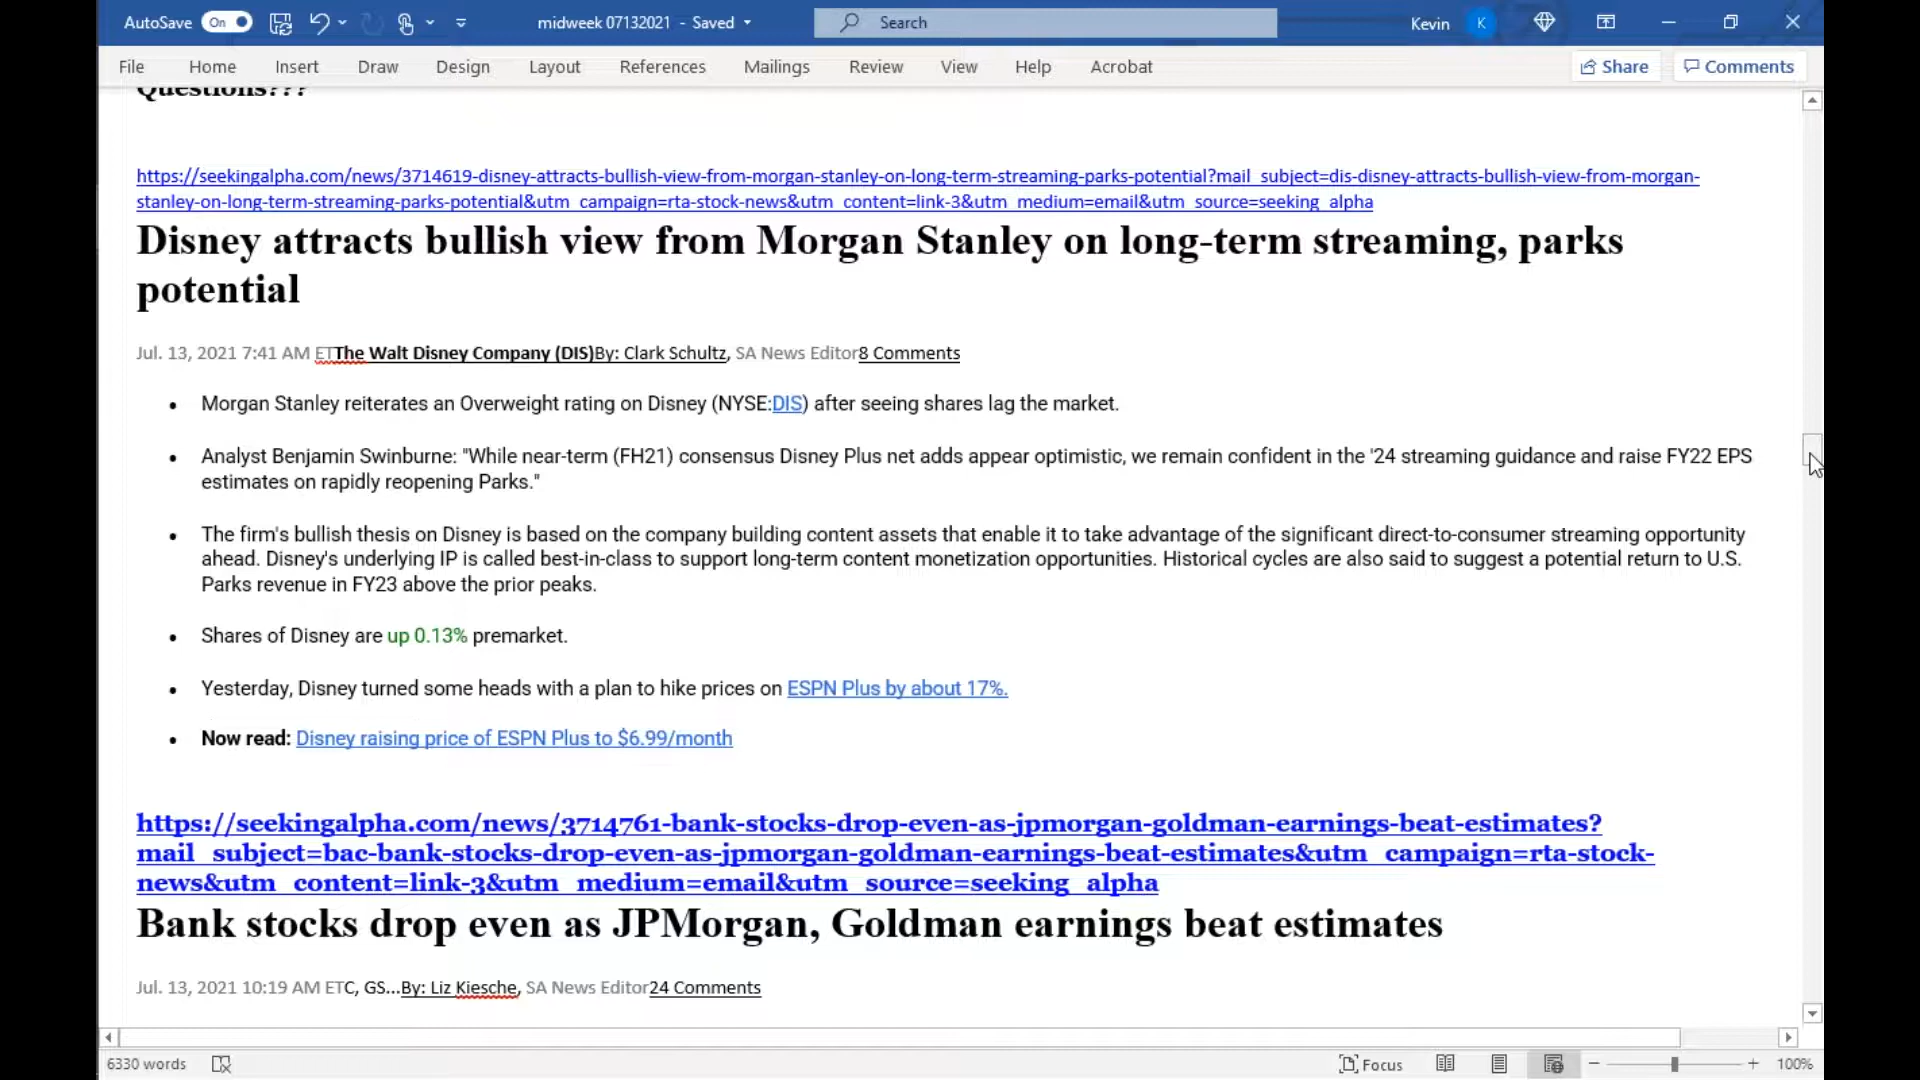 AutoSave On midweek 07132021 - Saved Search Kevin K
File Home Insert Draw Design Layout References Mailings Review View Help Acrobat Share Comments
Questions???
https://seekingalpha.com/news/3714619-disney-attracts-bullish-view-from-morgan-stanley-on-long-term-streaming-parks-potential?mail_subject=dis-disney-attracts-bullish-view-from-morgan-
stanley-on-long-term-streaming-parks-potential&utm_campaign=rta-stock-news&utm_content=link-3&utm_medium=email&utm_source=seeking_alpha
Disney attracts bullish view from Morgan Stanley on long-term streaming, parks
potential
Jul. 13, 2021 7:41 AM ETThe Walt Disney Company (DIS)By: Clark Schultz, SA News Editor8 Comments
• Morgan Stanley reiterates an Overweight rating on Disney (NYSE:DIS) after seeing shares lag the market.
• Analyst Benjamin Swinburne: "While near-term (FH21) consensus Disney Plus net adds appear optimistic, we remain confident in the '24 streaming guidance and raise FY22 EPS
estimates on rapidly reopening Parks."
• The firm's bullish thesis on Disney is based on the company building content assets that enable it to take advantage of the significant direct-to-consumer streaming opportunity
ahead. Disney's underlying IP is called best-in-class to support long-term content monetization opportunities. Historical cycles are also said to suggest a potential return to U.S.
Parks revenue in FY23 above the prior peaks.
• Shares of Disney are up 0.13% premarket.
• Yesterday, Disney turned some heads with a plan to hike prices on ESPN Plus by about 17%.
• Now read: Disney raising price of ESPN Plus to $6.99/month
https://seekingalpha.com/news/3714761-bank-stocks-drop-even-as-jpmorgan-goldman-earnings-beat-estimates?
mail_subject=bac-bank-stocks-drop-even-as-jpmorgan-goldman-earnings-beat-estimates&utm_campaign=rta-stock-
news&utm_content=link-3&utm_medium=email&utm_source=seeking_alpha
Bank stocks drop even as JPMorgan, Goldman earnings beat estimates
Jul. 13, 2021 10:19 AM ETC, GS...By: Liz Kiesche, SA News Editor24 Comments
6330 words Focus 100%